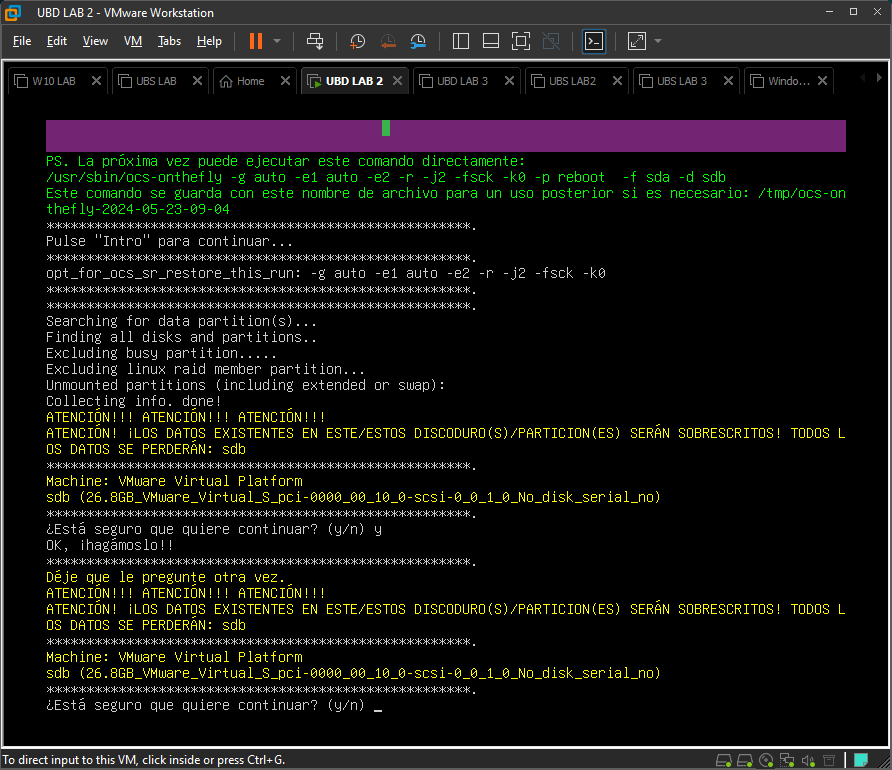 UBD LAB 2 - VMware Workstation
File Edit View VM Tabs Help
W10 LAB UBS LAB Home UBD LAB 2 UBD LAB 3 UBS LAB2 UBS LAB 3 Windo...
PS. La próxima vez puede ejecutar este comando directamente:
/usr/sbin/ocs-onthefly -g auto -e1 auto -e2 -r -j2 -fsck -k0 -p reboot  -f sda -d sdb
Este comando se guarda con este nombre de archivo para un uso posterior si es necesario: /tmp/ocs-on
thefly-2024-05-23-09-04
*****************************************************.
Pulse "Intro" para continuar...
*****************************************************.
opt_for_ocs_sr_restore_this_run: -g auto -e1 auto -e2 -r -j2 -fsck -k0
*****************************************************.
*****************************************************.
Searching for data partition(s)...
Finding all disks and partitions..
Excluding busy partition.....
Excluding linux raid member partition...
Unmounted partitions (including extended or swap):
Collecting info. done!
ATENCIÓN!!! ATENCIÓN!!! ATENCIÓN!!!
ATENCIÓN! ¡LOS DATOS EXISTENTES EN ESTE/ESTOS DISCODURO(S)/PARTICION(ES) SERÁN SOBRESCRITOS! TODOS L
OS DATOS SE PERDERÁN: sdb
*****************************************************.
Machine: VMware Virtual Platform
sdb (26.8GB_VMware_Virtual_S_pci-0000_00_10_0-scsi-0_0_1_0_No_disk_serial_no)
*****************************************************.
¿Está seguro que quiere continuar? (y/n) y
OK, ¡hagámoslo!!
*****************************************************.
Déje que le pregunte otra vez.
ATENCIÓN!!! ATENCIÓN!!! ATENCIÓN!!!
ATENCIÓN! ¡LOS DATOS EXISTENTES EN ESTE/ESTOS DISCODURO(S)/PARTICION(ES) SERÁN SOBRESCRITOS! TODOS L
OS DATOS SE PERDERÁN: sdb
*****************************************************.
Machine: VMware Virtual Platform
sdb (26.8GB_VMware_Virtual_S_pci-0000_00_10_0-scsi-0_0_1_0_No_disk_serial_no)
*****************************************************.
¿Está seguro que quiere continuar? (y/n) _
To direct input to this VM, click inside or press Ctrl+G.